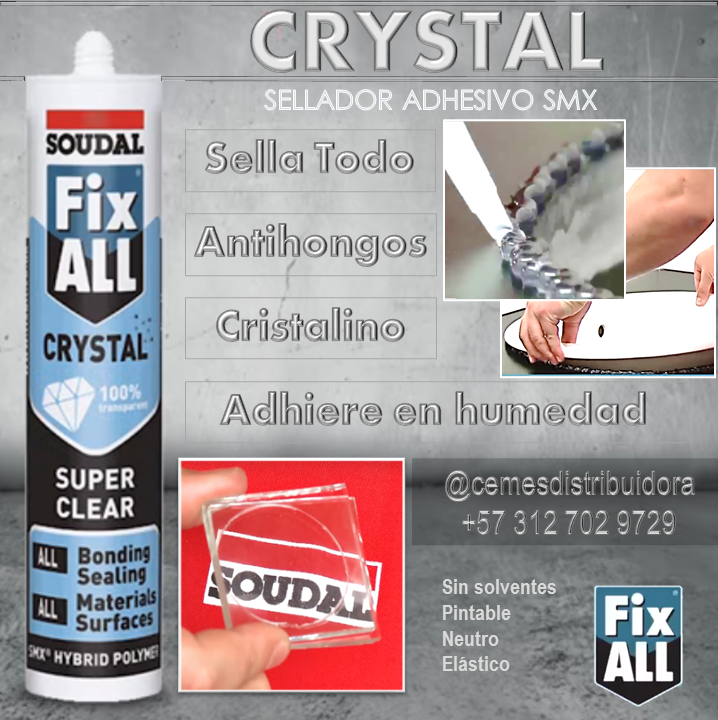 CRYSTAL
SELLADOR ADHESIVO SMX
SOUDAL
Fix
ALL
®
CRYSTAL
100%
transparent
SUPER
CLEAR
ALL Bonding
Sealing
ALL Materials
Surfaces
SMX® HYBRID POLYMER
Sella Todo
Antihongos
Cristalino
Adhiere en humedad
SOUDAL
@cemesdistribuidora
+57 312 702 9729
Sin solventes
Pintable
Neutro
Elástico
Fix
ALL